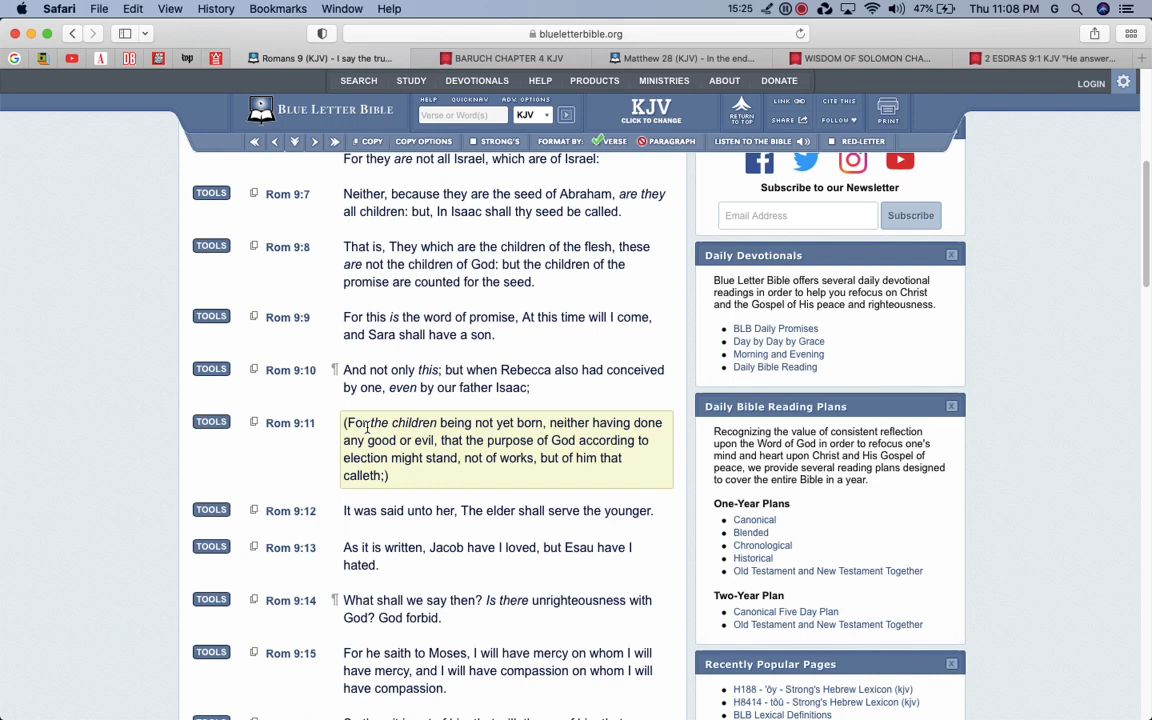 Safari File Edit View History Bookmarks Window Help 15:25 47% Thu 11:08 PM G
blueletterbible.org
Romans 9 (KJV) - I say the tru... BARUCH CHAPTER 4 KJV Matthew 28 (KJV) - In the end... WISDOM OF SOLOMON CHA... 2 ESDRAS 9:1 KJV "He answe...
SEARCH STUDY DEVOTIONALS HELP PRODUCTS MINISTRIES ABOUT DONATE LOGIN
BLUE LETTER BIBLE
HELP QUICKNAV ADV. OPTIONS
Verse or Word(s) KJV
KJV
CLICK TO CHANGE
RETURN
TO TOP
LINK CITE THIS
SHARE FOLLOW PRINT
COPY COPY OPTIONS STRONG'S FORMAT BY: VERSE PARAGRAPH LISTEN TO THE BIBLE RED-LETTER
For they are not all Israel, which are of Israel:
TOOLS Rom 9:7 Neither, because they are the seed of Abraham, are they
all children: but, In Isaac shall thy seed be called.
TOOLS Rom 9:8 That is, They which are the children of the flesh, these
are not the children of God: but the children of the
promise are counted for the seed.
TOOLS Rom 9:9 For this is the word of promise, At this time will I come,
and Sara shall have a son.
TOOLS Rom 9:10 ¶ And not only this; but when Rebecca also had conceived
by one, even by our father Isaac;
TOOLS Rom 9:11 (For the children being not yet born, neither having done
any good or evil, that the purpose of God according to
election might stand, not of works, but of him that
calleth;)
TOOLS Rom 9:12 It was said unto her, The elder shall serve the younger.
TOOLS Rom 9:13 As it is written, Jacob have I loved, but Esau have I
hated.
TOOLS Rom 9:14 ¶ What shall we say then? Is there unrighteousness with
God? God forbid.
TOOLS Rom 9:15 For he saith to Moses, I will have mercy on whom I will
have mercy, and I will have compassion on whom I will
have compassion.
Subscribe to our Newsletter
Email Address Subscribe
Daily Devotionals
Blue Letter Bible offers several daily devotional
readings in order to help you refocus on Christ
and the Gospel of His peace and righteousness.
BLB Daily Promises
Day by Day by Grace
Morning and Evening
Daily Bible Reading
Daily Bible Reading Plans
Recognizing the value of consistent reflection
upon the Word of God in order to refocus one's
mind and heart upon Christ and His Gospel of
peace, we provide several reading plans designed
to cover the entire Bible in a year.
One-Year Plans
Canonical
Blended
Chronological
Historical
Old Testament and New Testament Together
Two-Year Plan
Canonical Five Day Plan
Old Testament and New Testament Together
Recently Popular Pages
H188 - 'ôy - Strong's Hebrew Lexicon (kjv)
H8414 - tôû - Strong's Hebrew Lexicon (kjv)
BLB Lexical Definitions